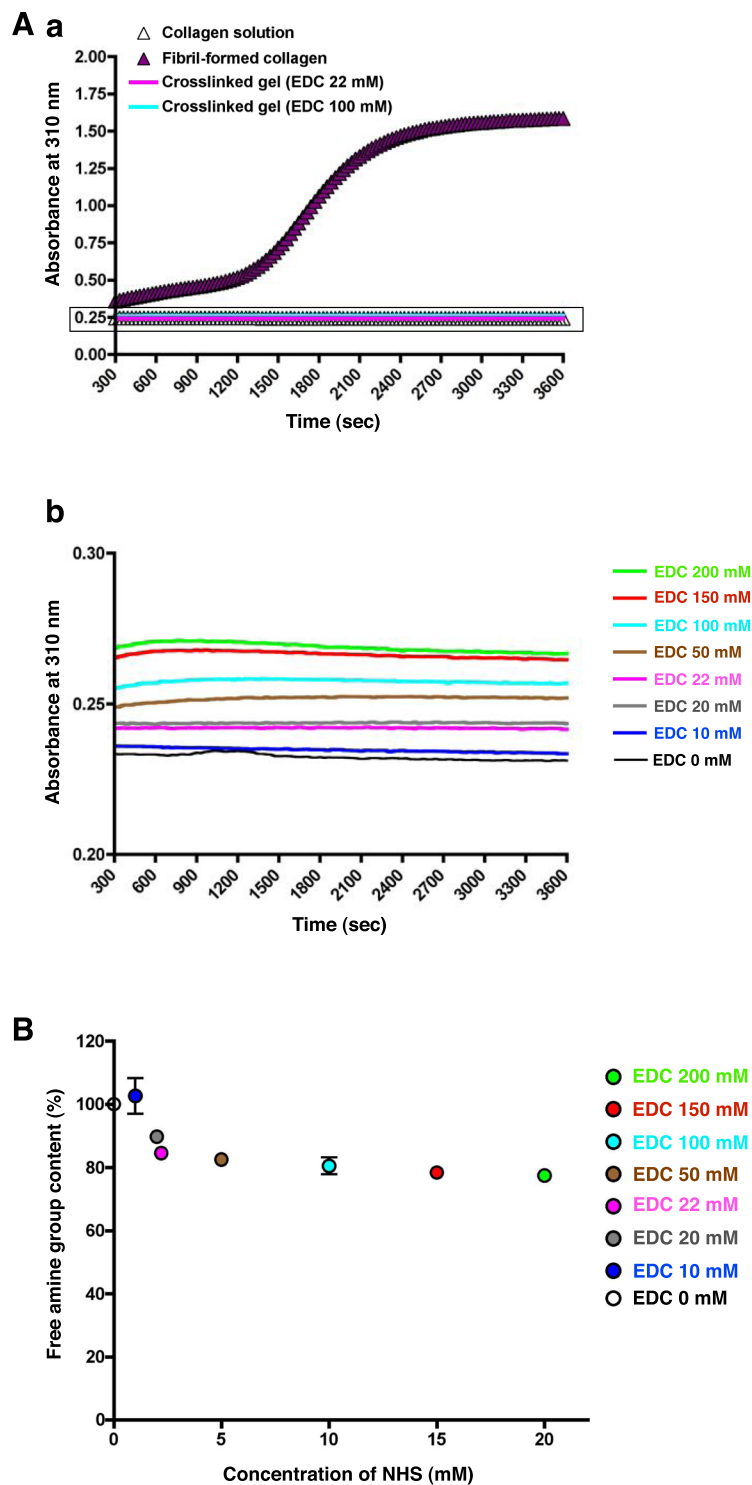 A a
Collagen solution
Fibril-formed collagen
Crosslinked gel (EDC 22 mM)
Crosslinked gel (EDC 100 mM)
Absorbance at 310 nm
2.00
1.75
1.50
1.25
1.00
0.75
0.50
0.25
0.00
300 600 900 1200 1500 1800 2100 2400 2700 3000 3300 3600
Time (sec)
b
Absorbance at 310 nm
0.30
0.25
0.20
300 600 900 1200 1500 1800 2100 2400 2700 3000 3300 3600
Time (sec)
EDC 200 mM
EDC 150 mM
EDC 100 mM
EDC 50 mM
EDC 22 mM
EDC 20 mM
EDC 10 mM
EDC 0 mM
B
Free amine group content (%)
120
100
80
60
40
20
0
0 5 10 15 20
Concentration of NHS (mM)
EDC 200 mM
EDC 150 mM
EDC 100 mM
EDC 50 mM
EDC 22 mM
EDC 20 mM
EDC 10 mM
EDC 0 mM